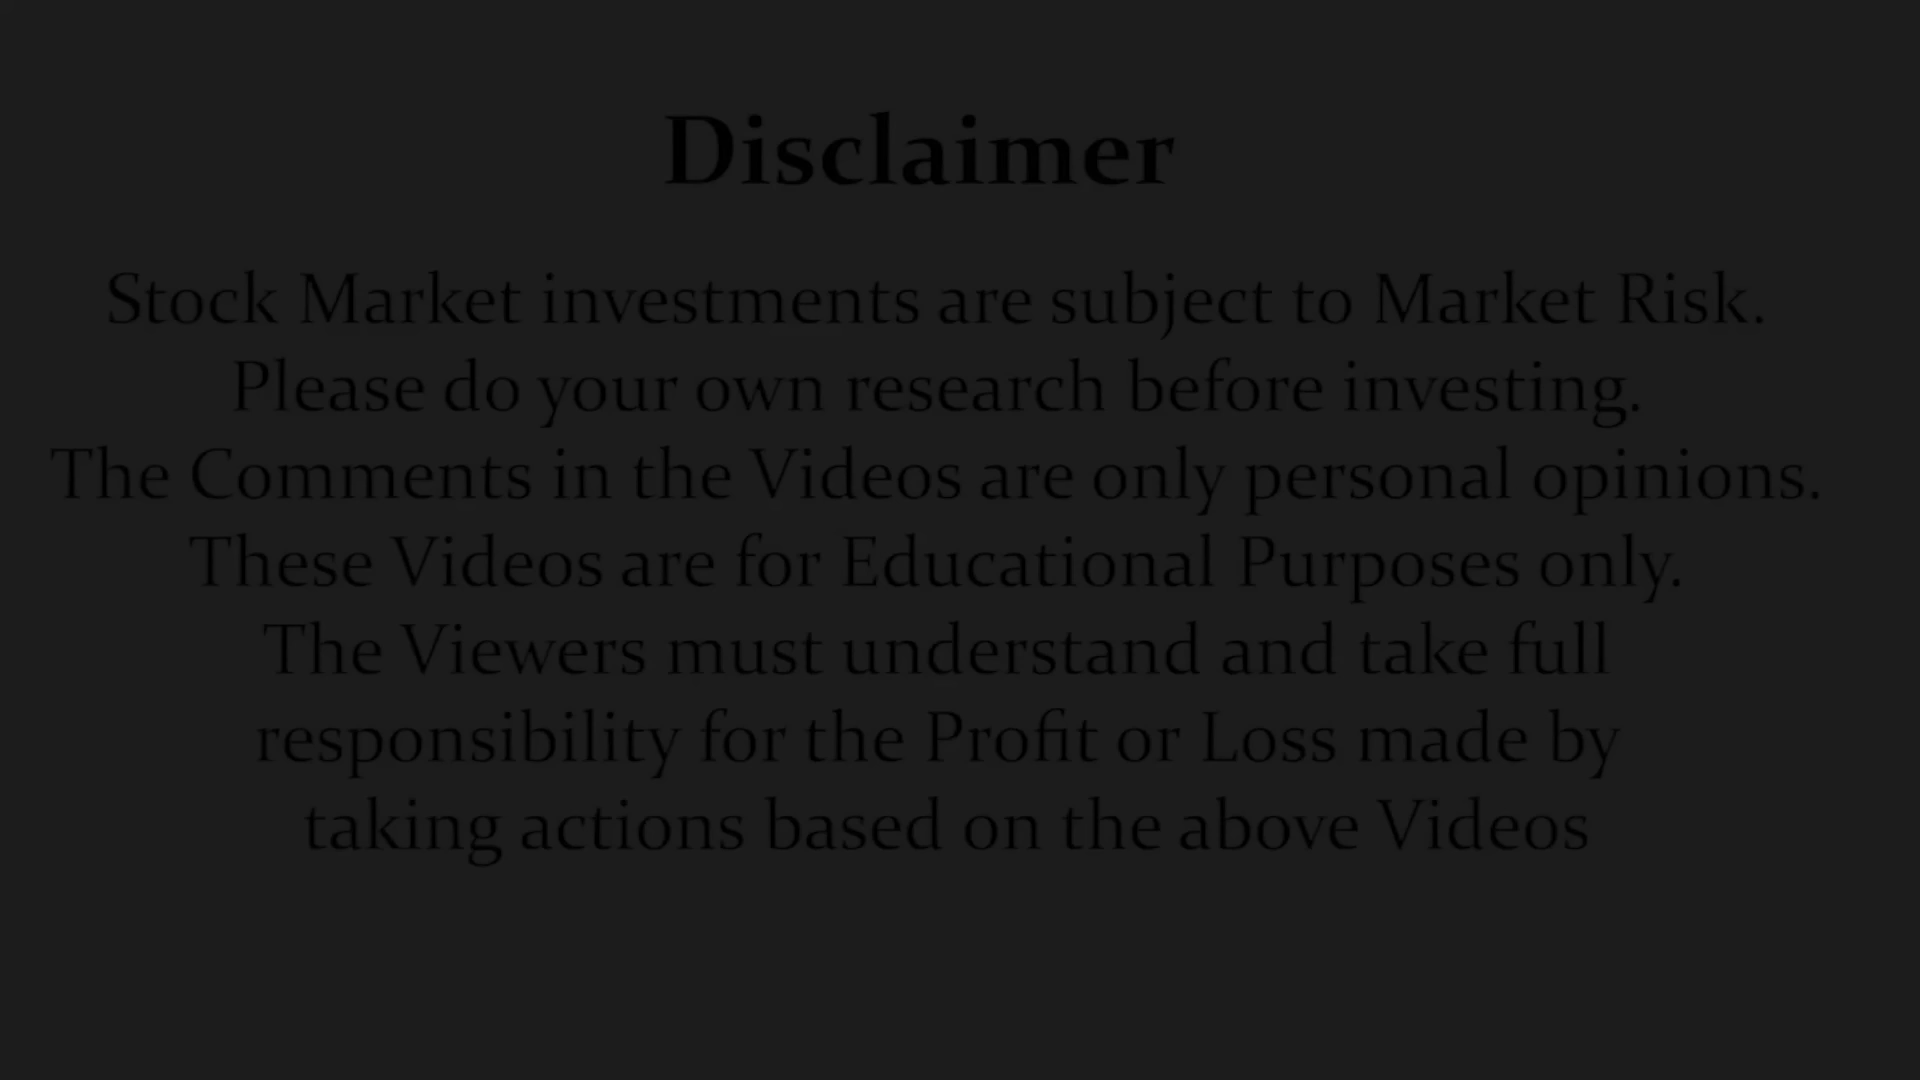 Disclaimer
Stock Market investments are subject to Market Risk.
Please do your own research before investing.
The Comments in the Videos are only personal opinions.
These Videos are for Educational Purposes only.
The Viewers must understand and take full
responsibility for the Profit or Loss made by
taking actions based on the above Videos